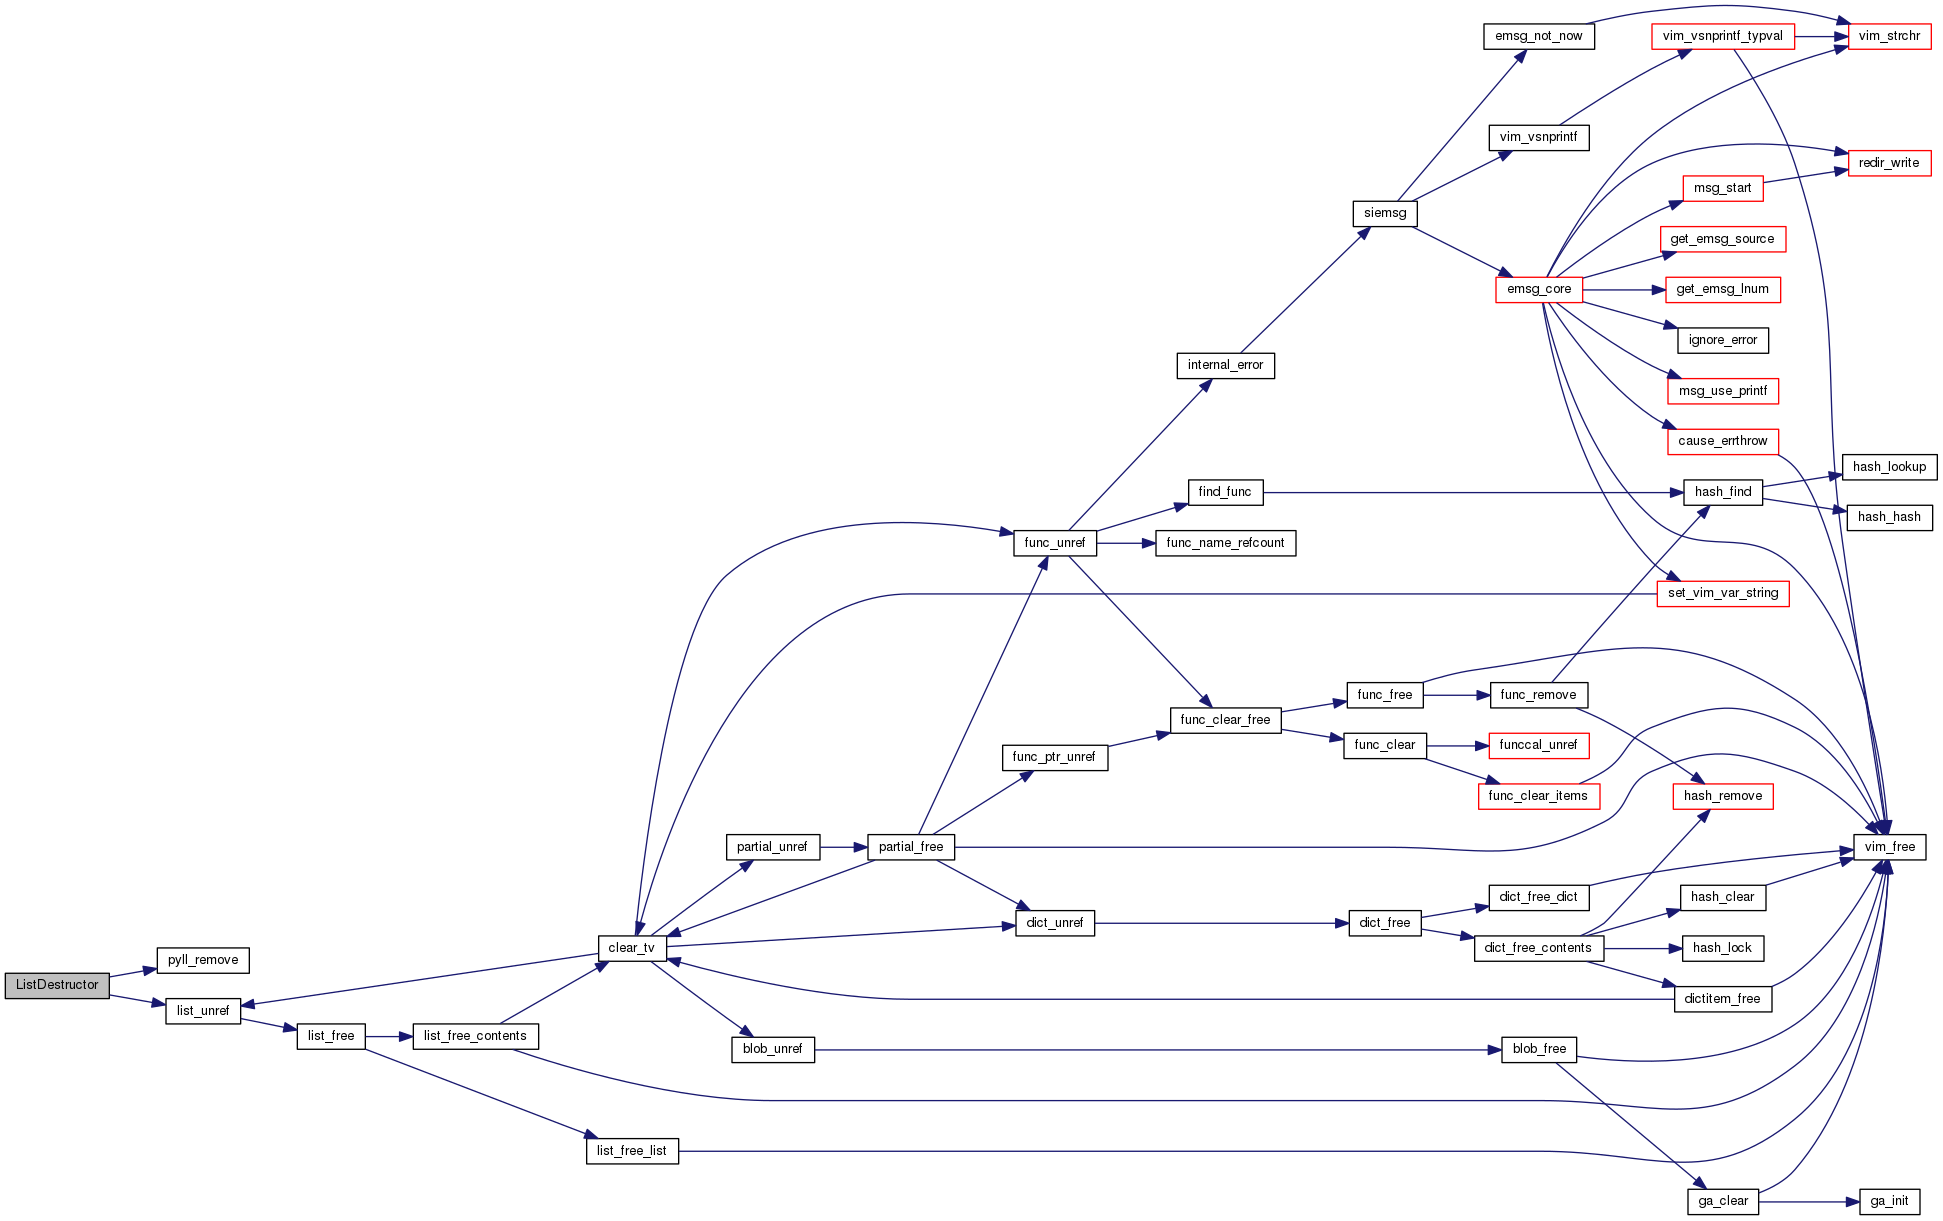 emsg_not_now
vim_vsnprintf_typval
vim_strchr
vim_vsnprintf
redir_write
msg_start
siemsg
get_emsg_source
emsg_core
get_emsg_lnum
ignore_error
internal_error
msg_use_printf
cause_errthrow
hash_lookup
find_func
hash_find
hash_hash
func_unref
func_name_refcount
set_vim_var_string
func_free
func_remove
func_clear_free
func_clear
funccal_unref
func_ptr_unref
func_clear_items
hash_remove
partial_unref
partial_free
vim_free
dict_free_dict
hash_clear
dict_unref
dict_free
clear_tv
dict_free_contents
hash_lock
pyll_remove
ListDestructor
dictitem_free
list_unref
list_free
list_free_contents
blob_unref
blob_free
list_free_list
ga_clear
ga_init